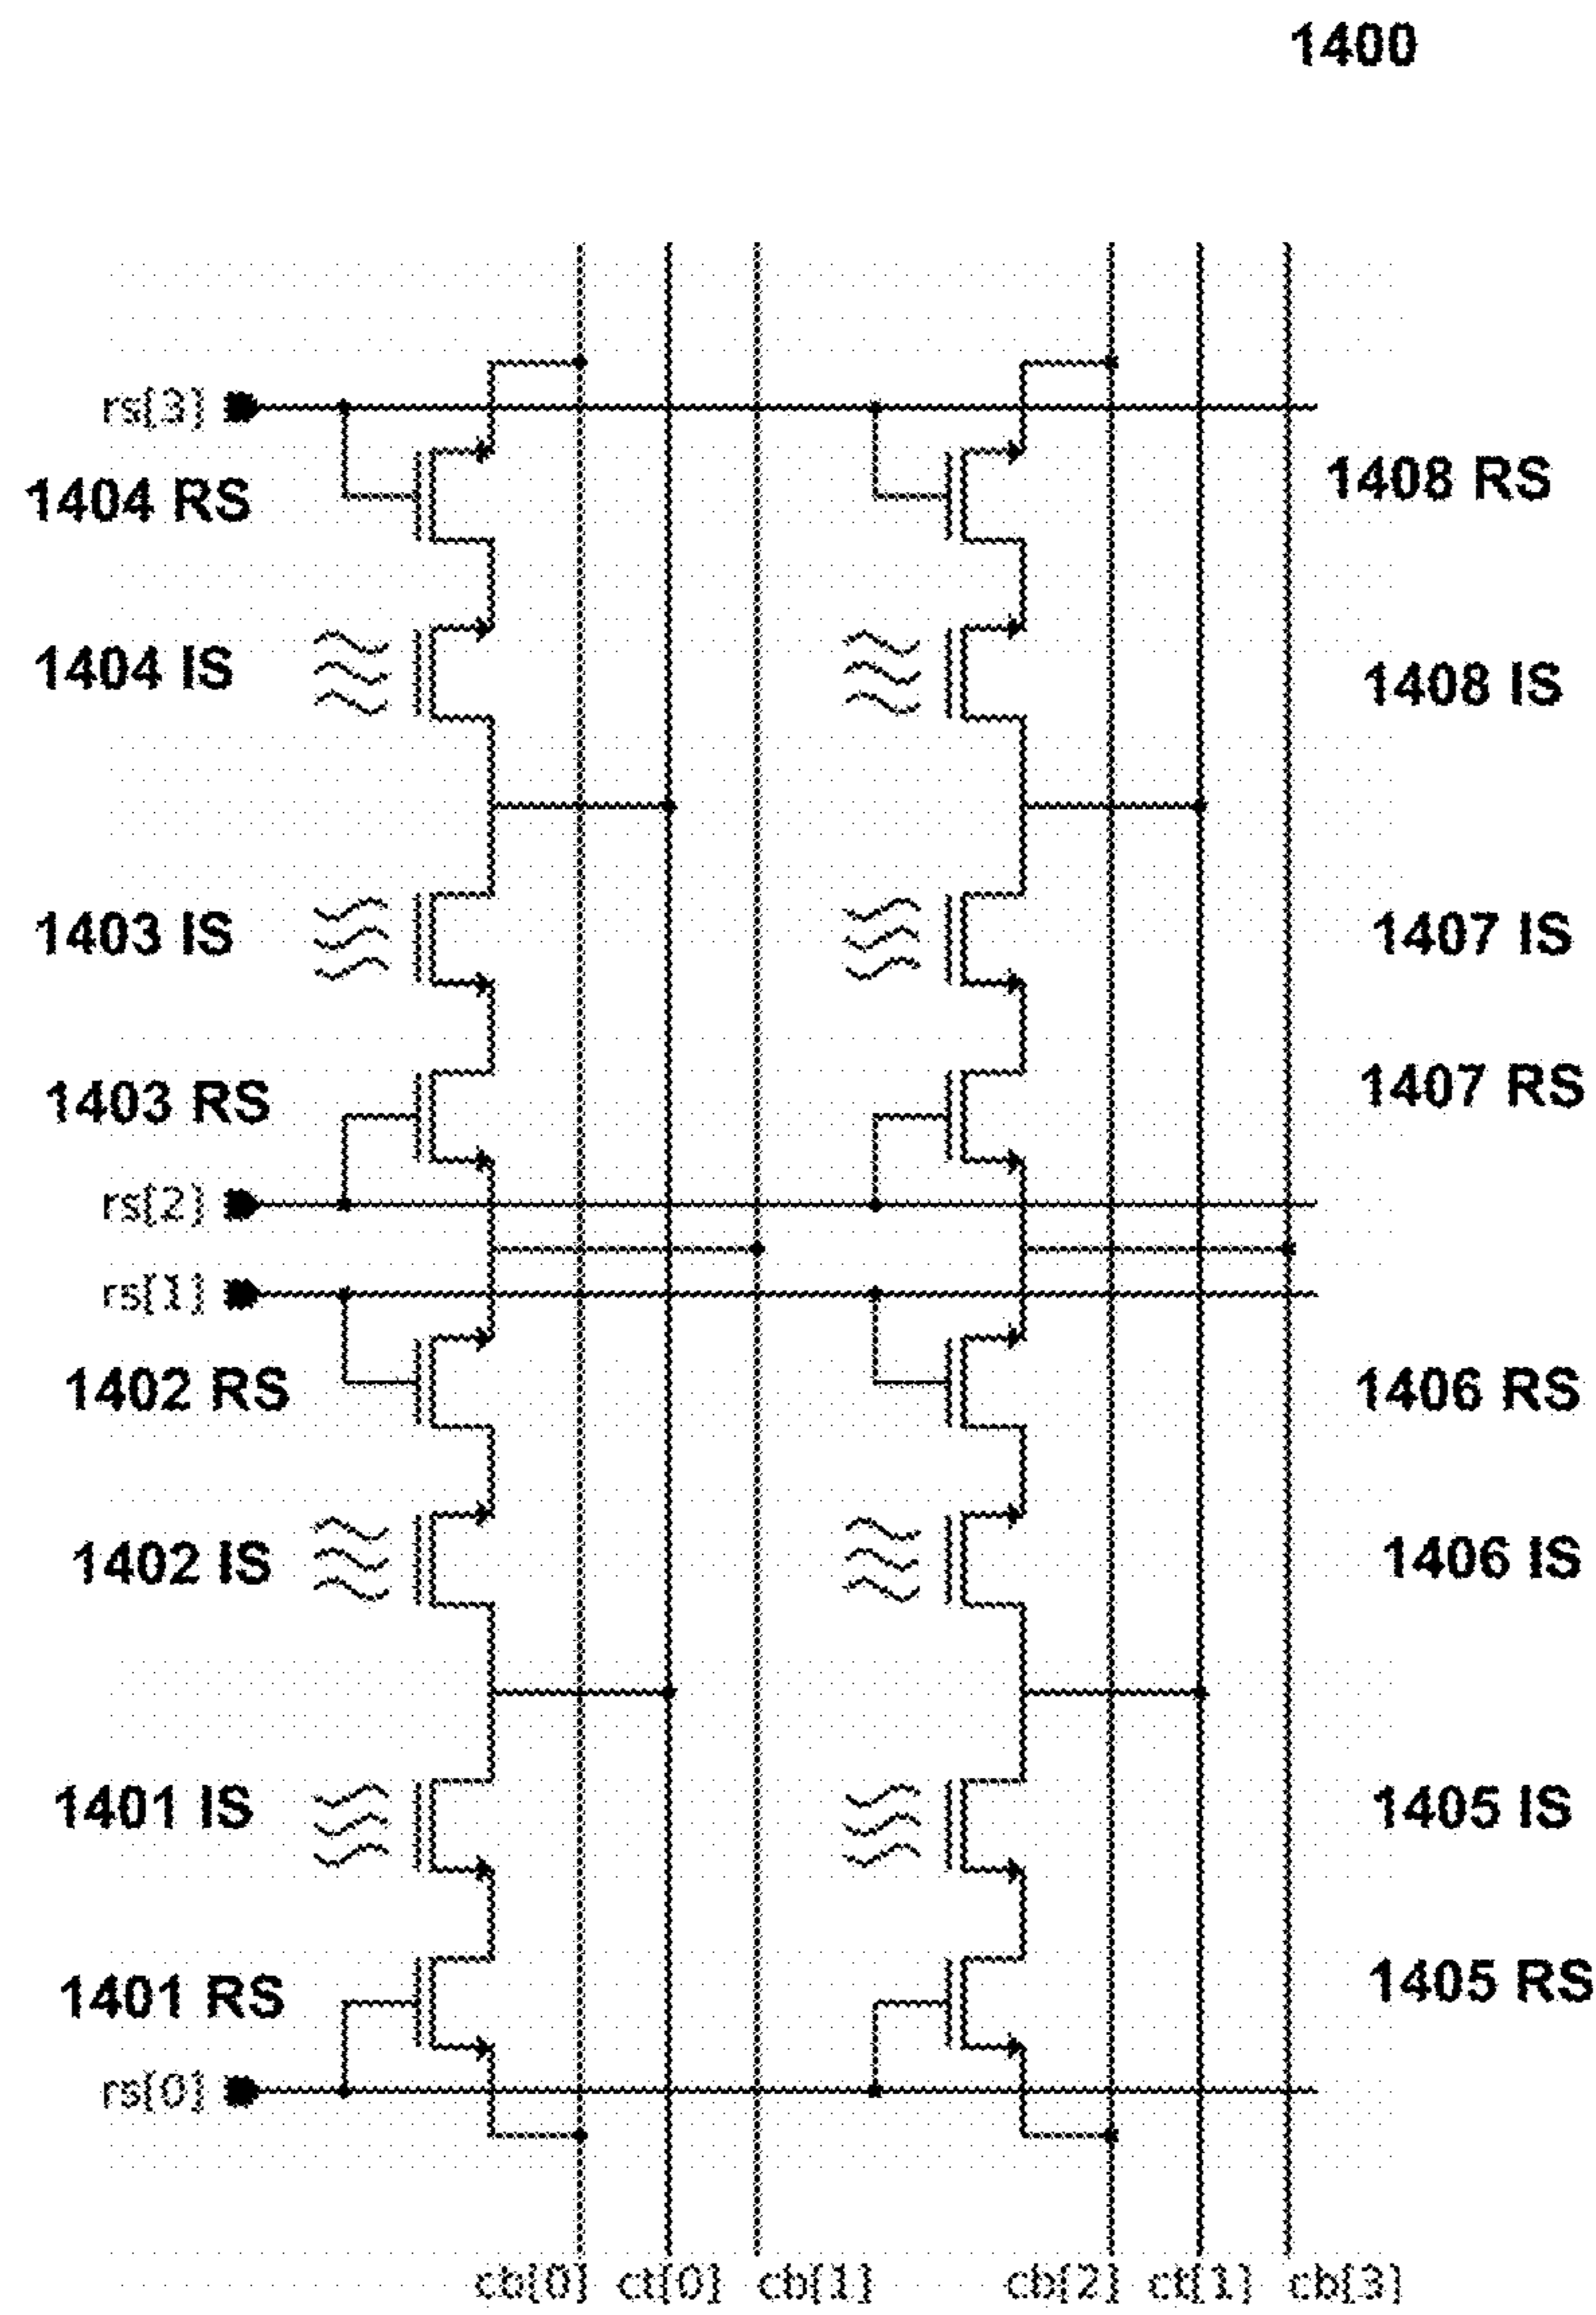 1400
rs[3]
1404 RS
1408 RS
1404 IS
1408 IS
1403 IS
1407 IS
1403 RS
1407 RS
rs[2]
rs[1]
1402 RS
1406 RS
1402 IS
1406 IS
1401 IS
1405 IS
1401 RS
1405 RS
rs[0]
cb[0] ct[0] cb[1] cb[2] ct[1] cb[3]